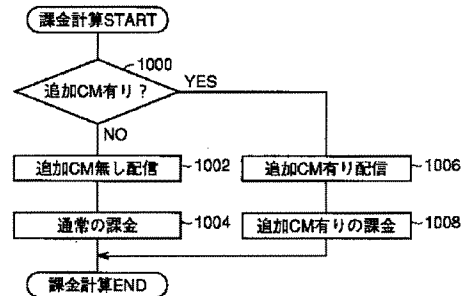 課金計算START
1000
追加CM有り？
YES
NO
追加CM無し配信
1002
追加CM有り配信
1006
通常の課金
1004
追加CM有りの課金
1008
課金計算END